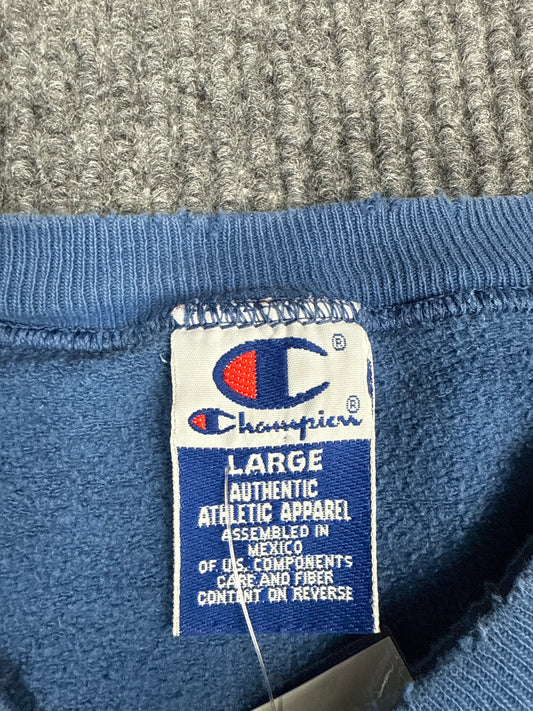 ®
Champion®
LARGE
AUTHENTIC
ATHLETIC APPAREL
ASSEMBLED IN
MEXICO
OF U.S. COMPONENTS
CARE AND FIBER
CONTENT ON REVERSE